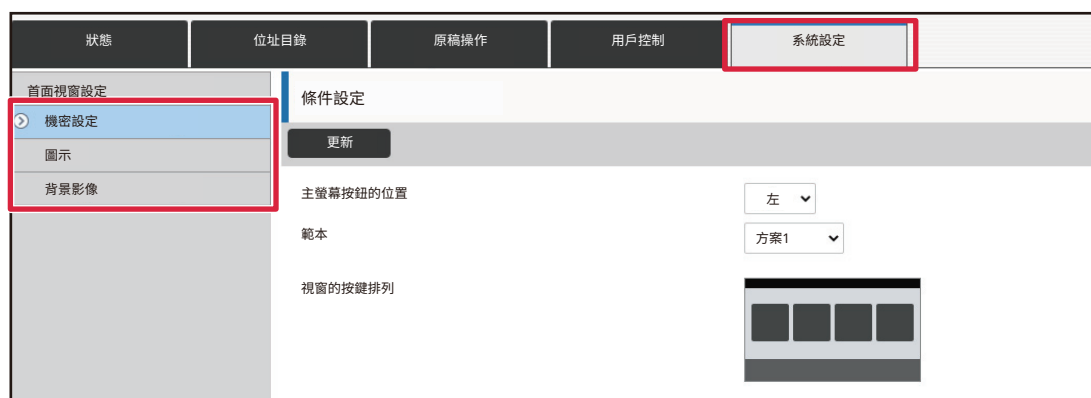 狀態
位址目錄
原稿操作
用戶控制
系統設定
首面視窗設定
機密設定
圖示
背景影像
條件設定
更新
主螢幕按鈕的位置
左
範本
方案1
視窗的按鍵排列